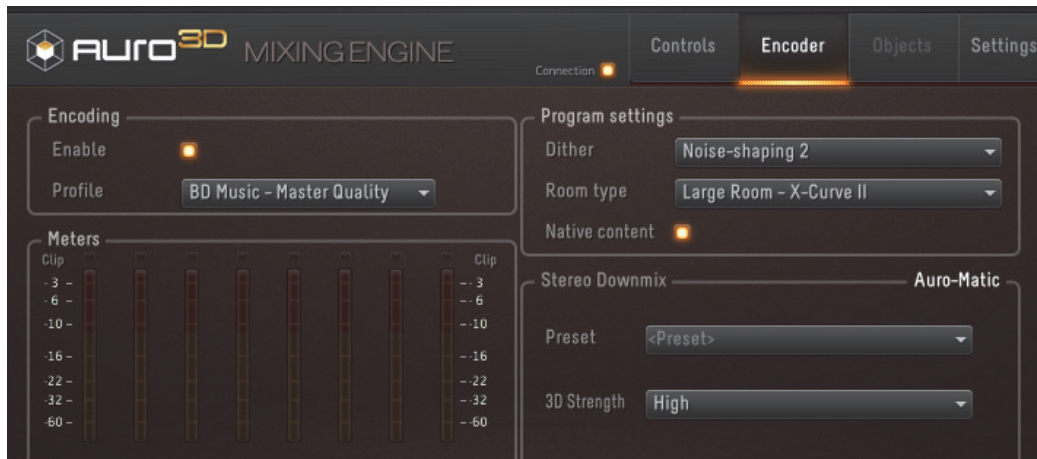 AURO3D MIXING ENGINE
Connection
Controls
Encoder
Objects
Settings
Encoding
Enable
Profile
BD Music - Master Quality
Program settings
Dither
Noise-shaping 2
Room type
Large Room - X-Curve II
Native content
Meters
Clip
Clip
-3
-3
-6
-6
-10
-10
-16
-16
-22
-22
-32
-32
-60
-60
Stereo Downmix
Auro-Matic
Preset
<Preset>
3D Strength
High